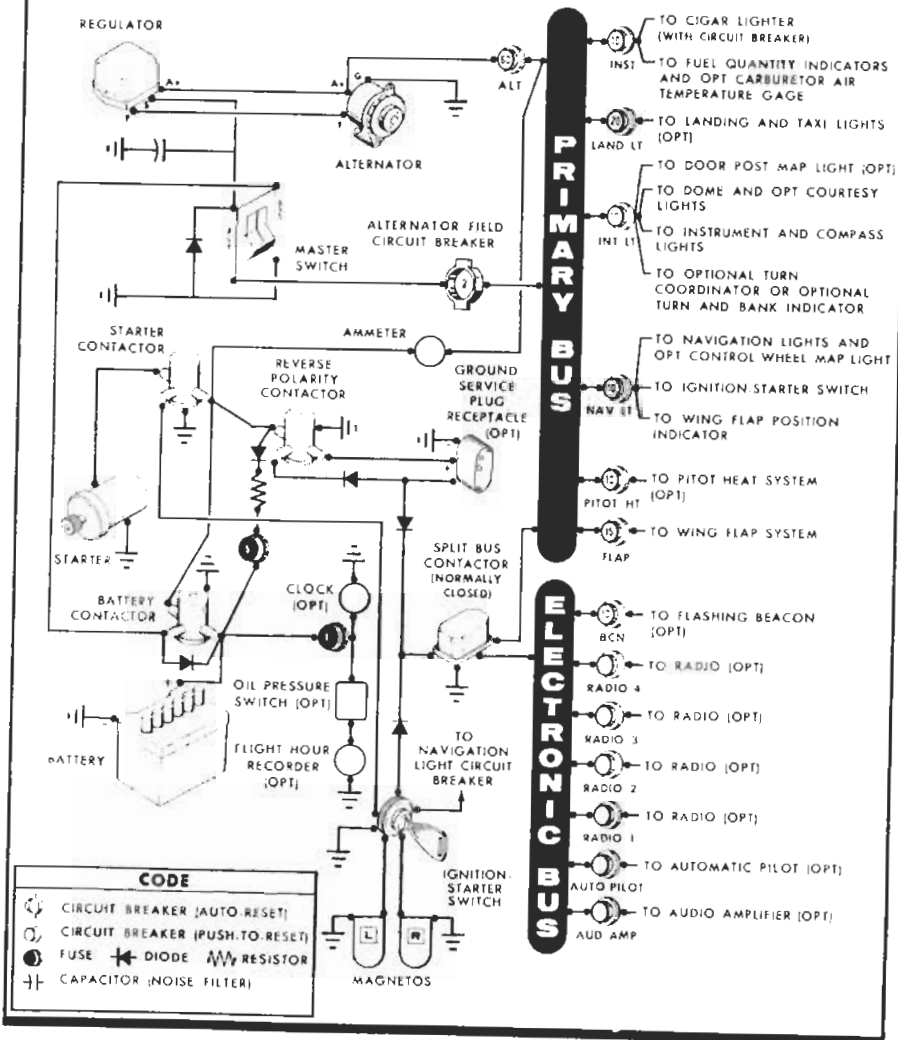 REGULATOR
A+
A+
G
F
60
ALT
ALTERNATOR
MASTER
SWITCH
ALTERNATOR FIELD
CIRCUIT BREAKER
2
AMMETER
STARTER
CONTACTOR
REVERSE
POLARITY
CONTACTOR
GROUND
SERVICE
PLUG
RECEPTACLE
(OPT)
STARTER
BATTERY
CONTACTOR
CLOCK
(OPT)
SPLIT BUS
CONTACTOR
(NORMALLY
CLOSED)
OIL PRESSURE
SWITCH (OPT)
BATTERY
FLIGHT HOUR
RECORDER
(OPT)
TO
NAVIGATION
LIGHT CIRCUIT
BREAKER
IGNITION-
STARTER
SWITCH
L
R
MAGNETOS
PRIMARY BUS
10
INST
TO CIGAR LIGHTER
(WITH CIRCUIT BREAKER)
TO FUEL QUANTITY INDICATORS
AND OPT CARBURETOR AIR
TEMPERATURE GAGE
20
LAND LT
TO LANDING AND TAXI LIGHTS
(OPT)
INT LT
TO DOOR POST MAP LIGHT (OPT)
TO DOME AND OPT COURTESY
LIGHTS
TO INSTRUMENT AND COMPASS
LIGHTS
TO OPTIONAL TURN
COORDINATOR OR OPTIONAL
TURN AND BANK INDICATOR
10
NAV LT
TO NAVIGATION LIGHTS AND
OPT CONTROL WHEEL MAP LIGHT
TO IGNITION-STARTER SWITCH
TO WING FLAP POSITION
INDICATOR
10
PITOT HT
TO PITOT HEAT SYSTEM
(OPT)
15
FLAP
TO WING FLAP SYSTEM
ELECTRONIC BUS
10
BCN
TO FLASHING BEACON
(OPT)
RADIO 4
TO RADIO (OPT)
RADIO 3
TO RADIO (OPT)
RADIO 2
TO RADIO (OPT)
RADIO 1
TO RADIO (OPT)
AUTO PILOT
TO AUTOMATIC PILOT (OPT)
AUD AMP
TO AUDIO AMPLIFIER (OPT)
CODE
CIRCUIT BREAKER (AUTO-RESET)
CIRCUIT BREAKER (PUSH-TO-RESET)
FUSE DIODE RESISTOR
CAPACITOR (NOISE FILTER)